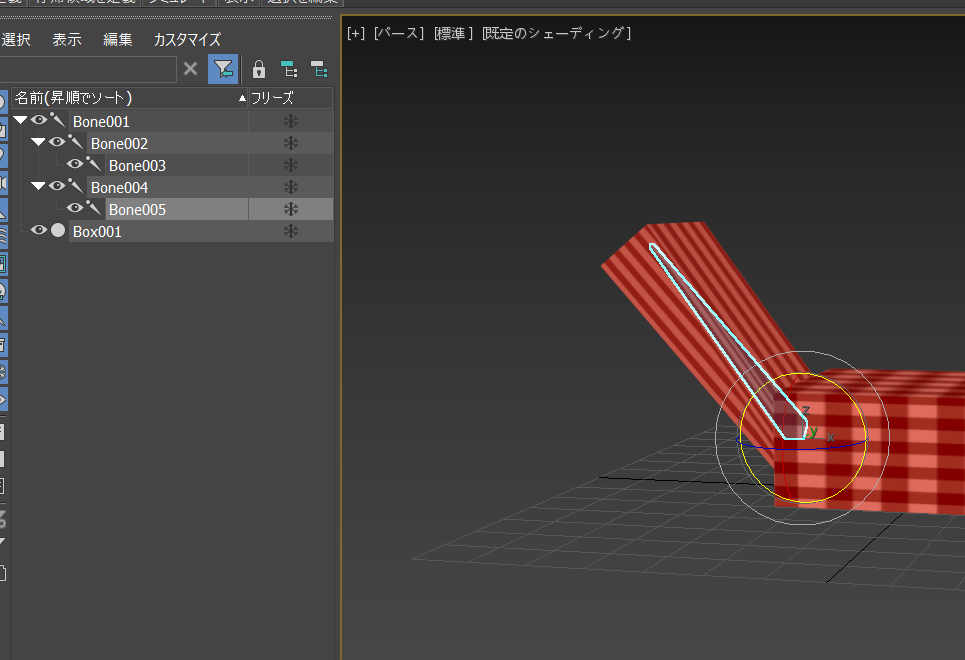 選択 表示 編集 カスタマイズ
[+] [パース] [標準 ] [既定のシェーディング]
名前(昇順でソート) ▲ フリーズ
Bone001
Bone002
Bone003
Bone004
Bone005
Box001
z
y
x